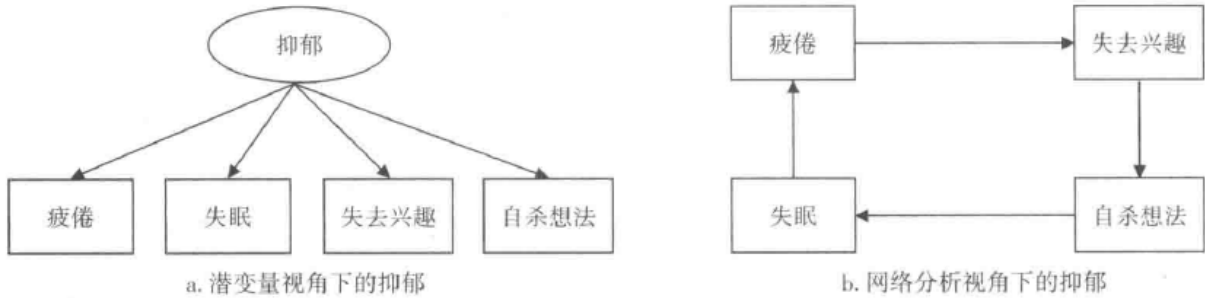 抑郁
疲倦
失眠
失去兴趣
自杀想法
a. 潜变量视角下的抑郁
疲倦
失去兴趣
失眠
自杀想法
b. 网络分析视角下的抑郁